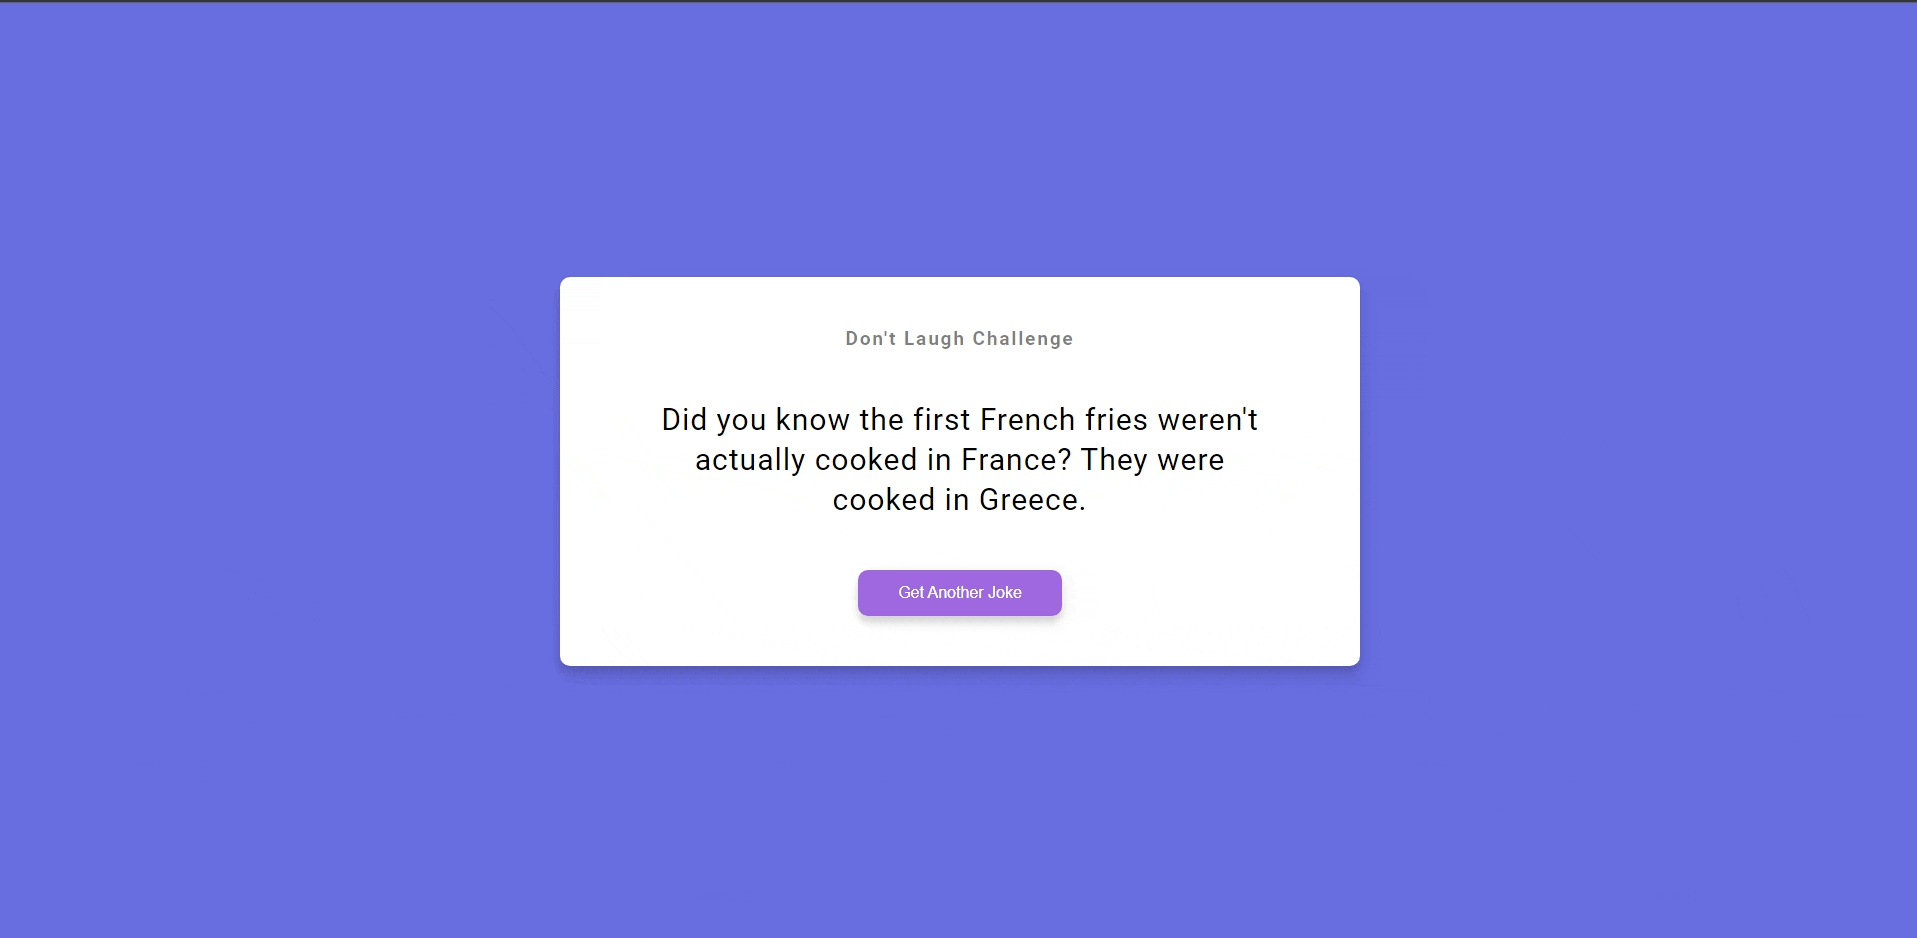 Don't Laugh Challenge
Did you know the first French fries weren't
actually cooked in France? They were
cooked in Greece.
Get Another Joke